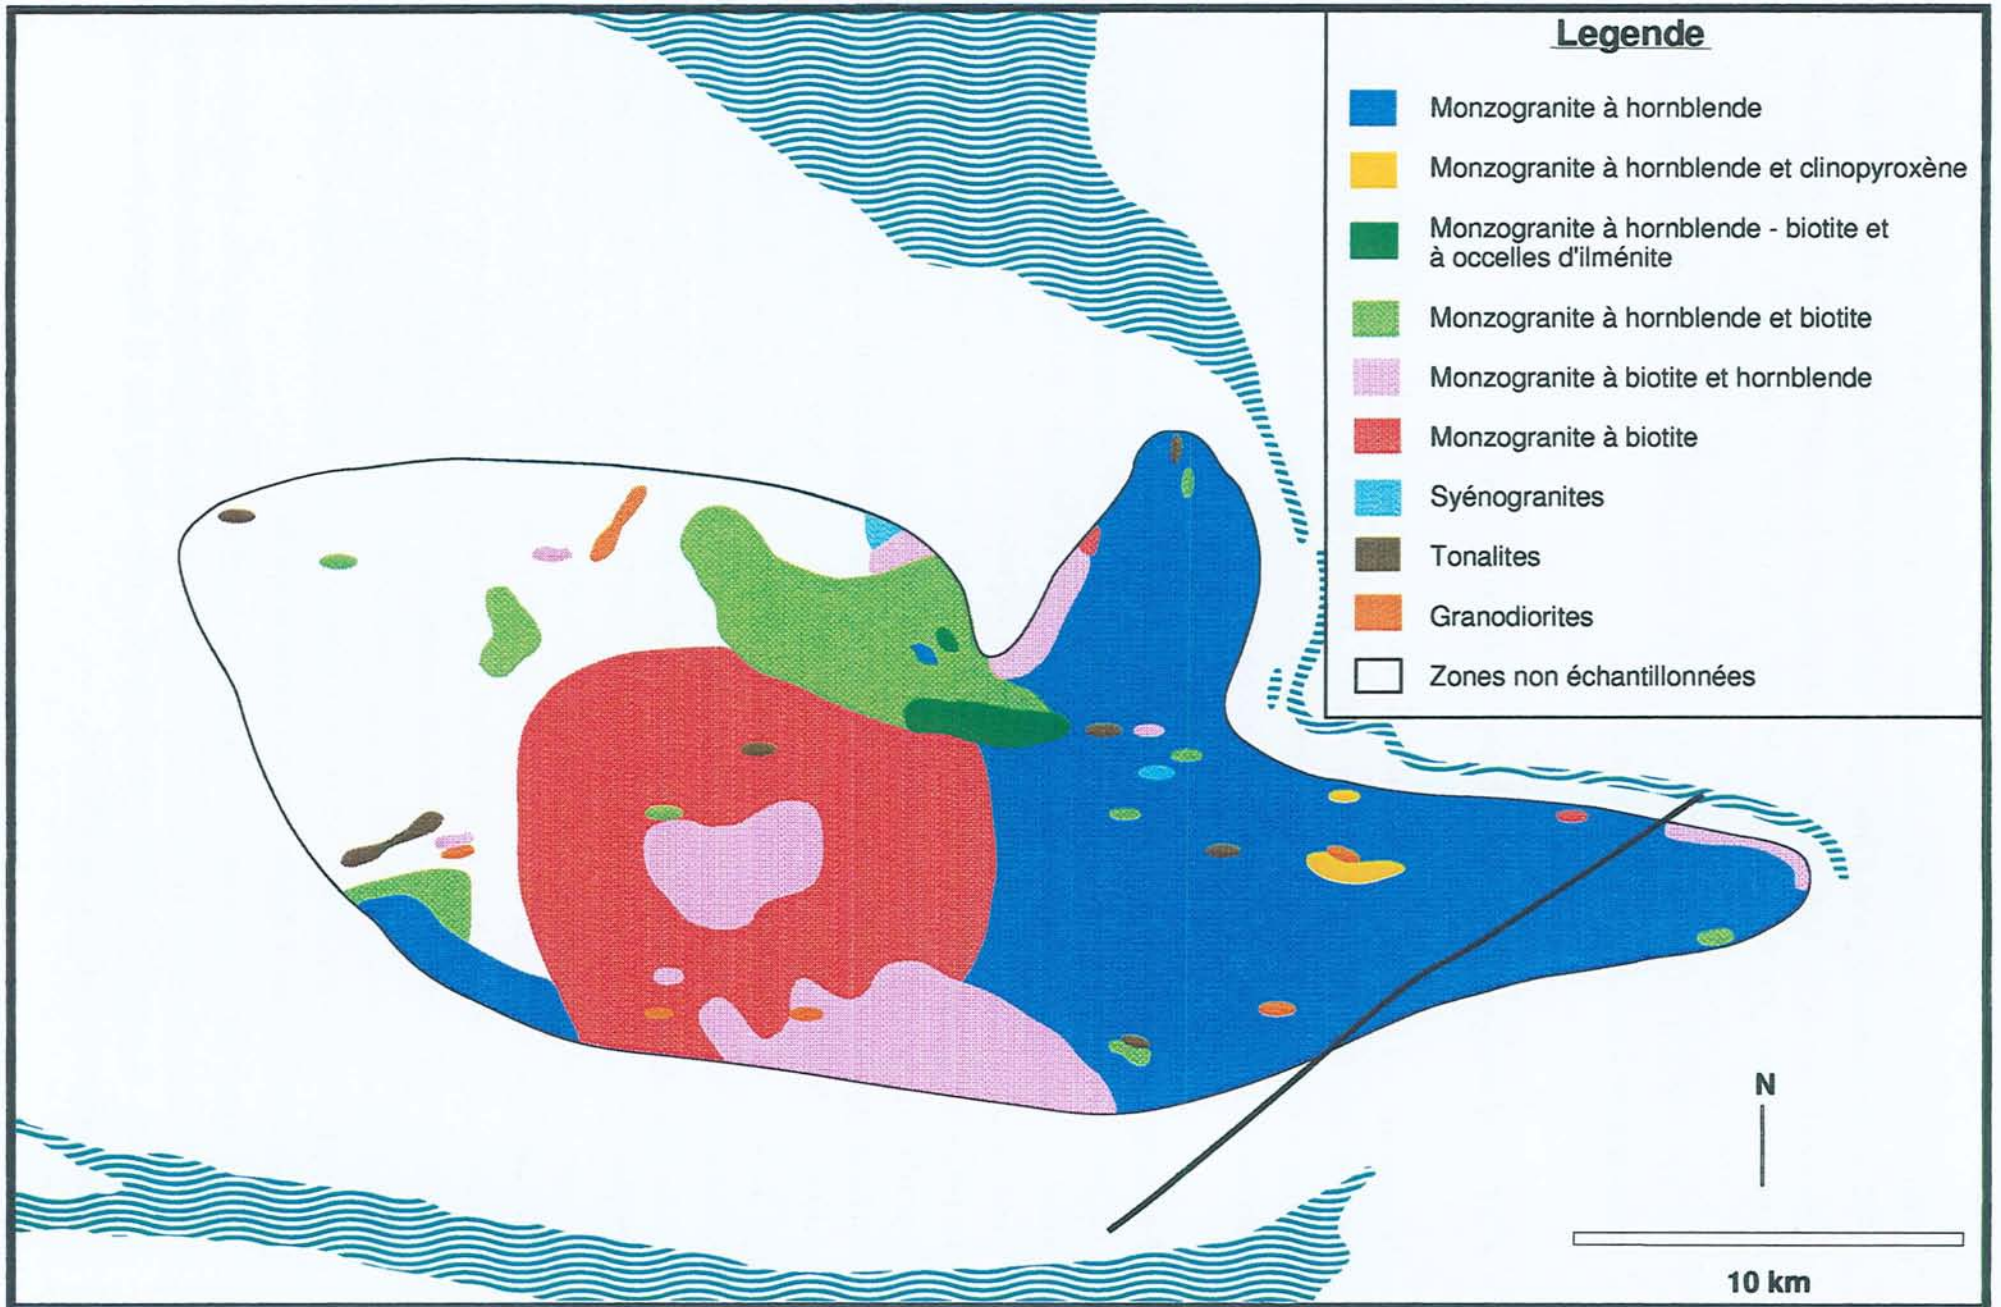 Legende
Monzogranite à hornblende
Monzogranite à hornblende et clinopyroxène
Monzogranite à hornblende - biotite et
à occelles d'ilménite
Monzogranite à hornblende et biotite
Monzogranite à biotite et hornblende
Monzogranite à biotite
Syénogranites
Tonalites
Granodiorites
Zones non échantillonnées
N
10 km